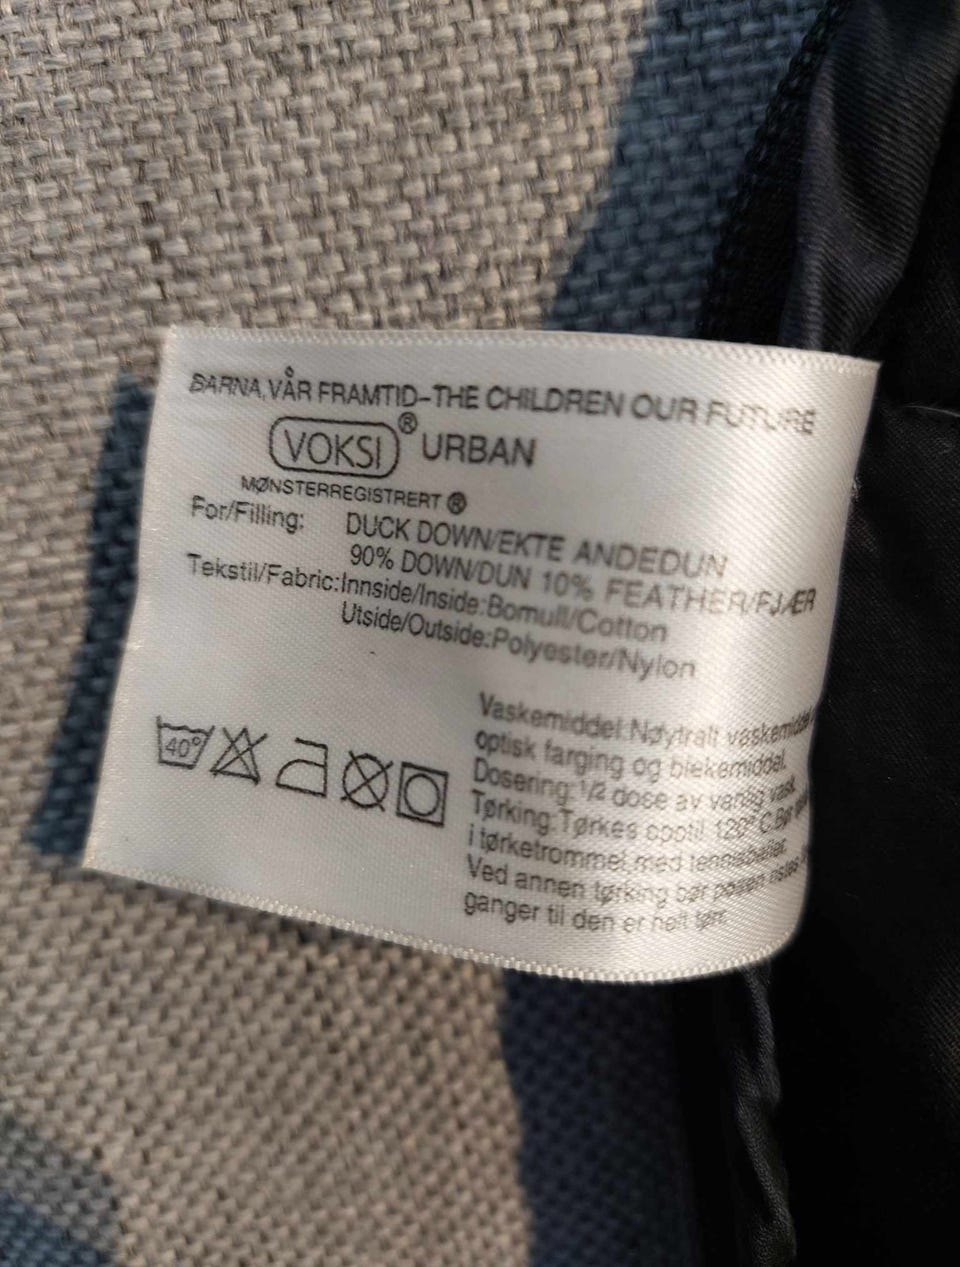 BARNA, VÅR FRAMTID-THE CHILDREN OUR FUTURE
VOKSI® URBAN
MØNSTERREGISTRERT ®
For/Filling: DUCK DOWN/EKTE ANDEDUN
90% DOWN/DUN 10% FEATHER/FJÆR
Tekstil/Fabric: Innside/Inside: Bomull/Cotton
Utside/Outside: Polyester/Nylon
40°
Vaskemiddel: Nøytralt
optisk farging og blekemiddel.
Dosering: 1/2 dose av vanlig vask.
Tørking: Tørkes opptil 120° C. Bør
i tørketrommel med tennisballer.
Ved annen tørking bør posen ristes
ganger til den er helt tørr.